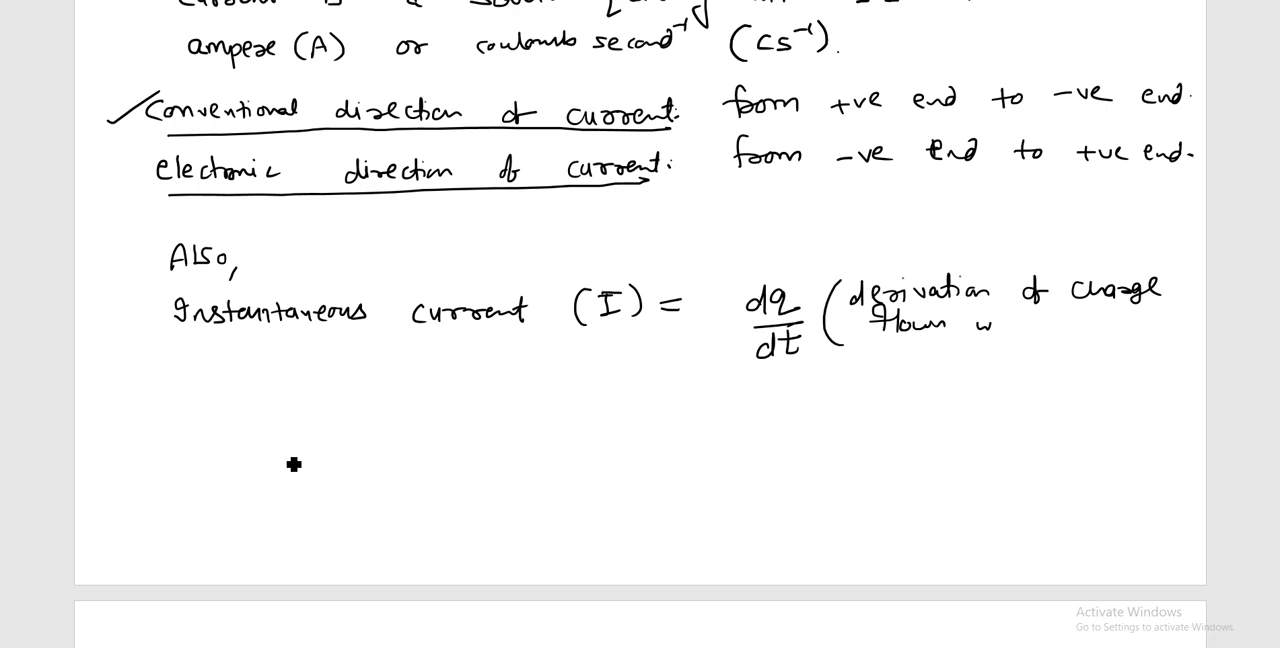 ampere (A) or coulomb second⁻¹ (Cs⁻¹).
Conventional direction of current: from +ve end to -ve end.
Electronic direction of current: from -ve end to +ve end.
Also,
Instantaneous current (I) = dq/dt (derivation of charge
flown w
Activate Windows
Go to Settings to activate Windows.